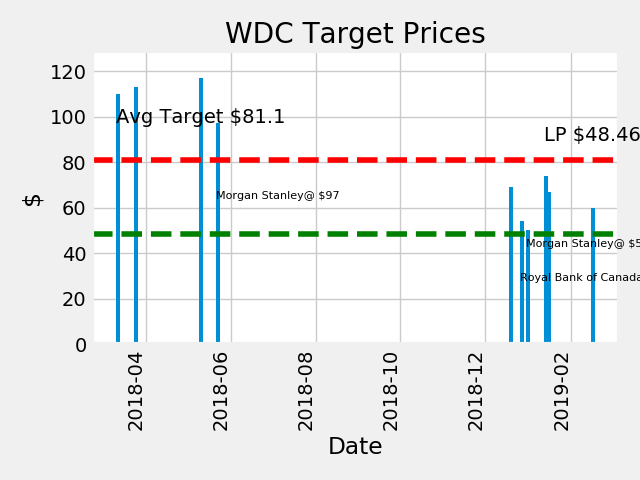 WDC Target Prices
120
100
80
60
40
20
0
$
Avg Target $81.1
LP $48.46
Morgan Stanley@ $97
Morgan Stanley@ $5
Royal Bank of Canada
2018-04
2018-06
2018-08
2018-10
2018-12
2019-02
Date